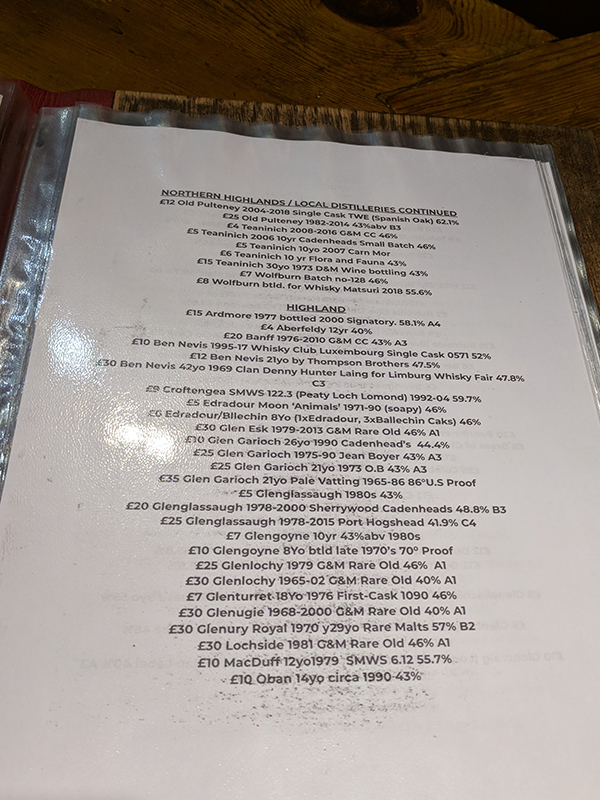 NORTHERN HIGHLANDS / LOCAL DISTILLERIES CONTINUED
£12 Old Pulteney 2004-2018 Single Cask TWE (Spanish Oak) 62.1%
£25 Old Pulteney 1982-2014 43%abv B3
£4 Teaninich 2008-2016 G&M CC 46%
£5 Teaninich 2006 10yr Cadenheads Small Batch 46%
£5 Teaninich 10yo 2007 Carn Mor
£6 Teaninich 10 yr Flora and Fauna 43%
£15 Teaninich 30yo 1973 D&M Wine bottling 43%
£7 Wolfburn Batch no-128 46%
£8 Wolfburn btld. for Whisky Matsuri 2018 55.6%
HIGHLAND
£15 Ardmore 1977 bottled 2000 Signatory. 58.1% A4
£4 Aberfeldy 12yr 40%
£20 Banff 1976-2010 G&M CC 43% A3
£10 Ben Nevis 1995-17 Whisky Club Luxembourg Single Cask 0571 52%
£12 Ben Nevis 21yo by Thompson Brothers 47.5%
£30 Ben Nevis 42yo 1969 Clan Denny Hunter Laing for Limburg Whisky Fair 47.8%
C3
£9 Croftengea SMWS 122.3 (Peaty Loch Lomond) 1992-04 59.7%
£5 Edradour Moon 'Animals' 1971-90 (soapy) 46%
£6 Edradour/Bllechin 8Yo (1xEdradour, 3xBallechin Caks) 46%
£30 Glen Esk 1979-2013 G&M Rare Old 46% A1
£10 Glen Garioch 26yo 1990 Cadenhead's 44.4%
£25 Glen Garioch 1975-90 Jean Boyer 43% A3
£25 Glen Garioch 21yo 1973 O.B 43% A3
£35 Glen Garioch 21yo Pale Vatting 1965-86 86°U.S Proof
£5 Glenglassaugh 1980s 43%
£20 Glenglassaugh 1978-2000 Sherrywood Cadenheads 48.8% B3
£25 Glenglassaugh 1978-2015 Port Hogshead 41.9% C4
£7 Glengoyne 10yr 43%abv 1980s
£10 Glengoyne 8Yo btld late 1970's 70° Proof
£25 Glenlochy 1979 G&M Rare Old 46% A1
£30 Glenlochy 1965-02 G&M Rare Old 40% A1
£7 Glenturret 18Yo 1976 First-Cask 1090 46%
£30 Glenugie 1968-2000 G&M Rare Old 40% A1
£30 Glenury Royal 1970 y29yo Rare Malts 57% B2
£30 Lochside 1981 G&M Rare Old 46% A1
£10 MacDuff 12yo1979 SMWS 6.12 55.7%
£10 Oban 14yo circa 1990 43%